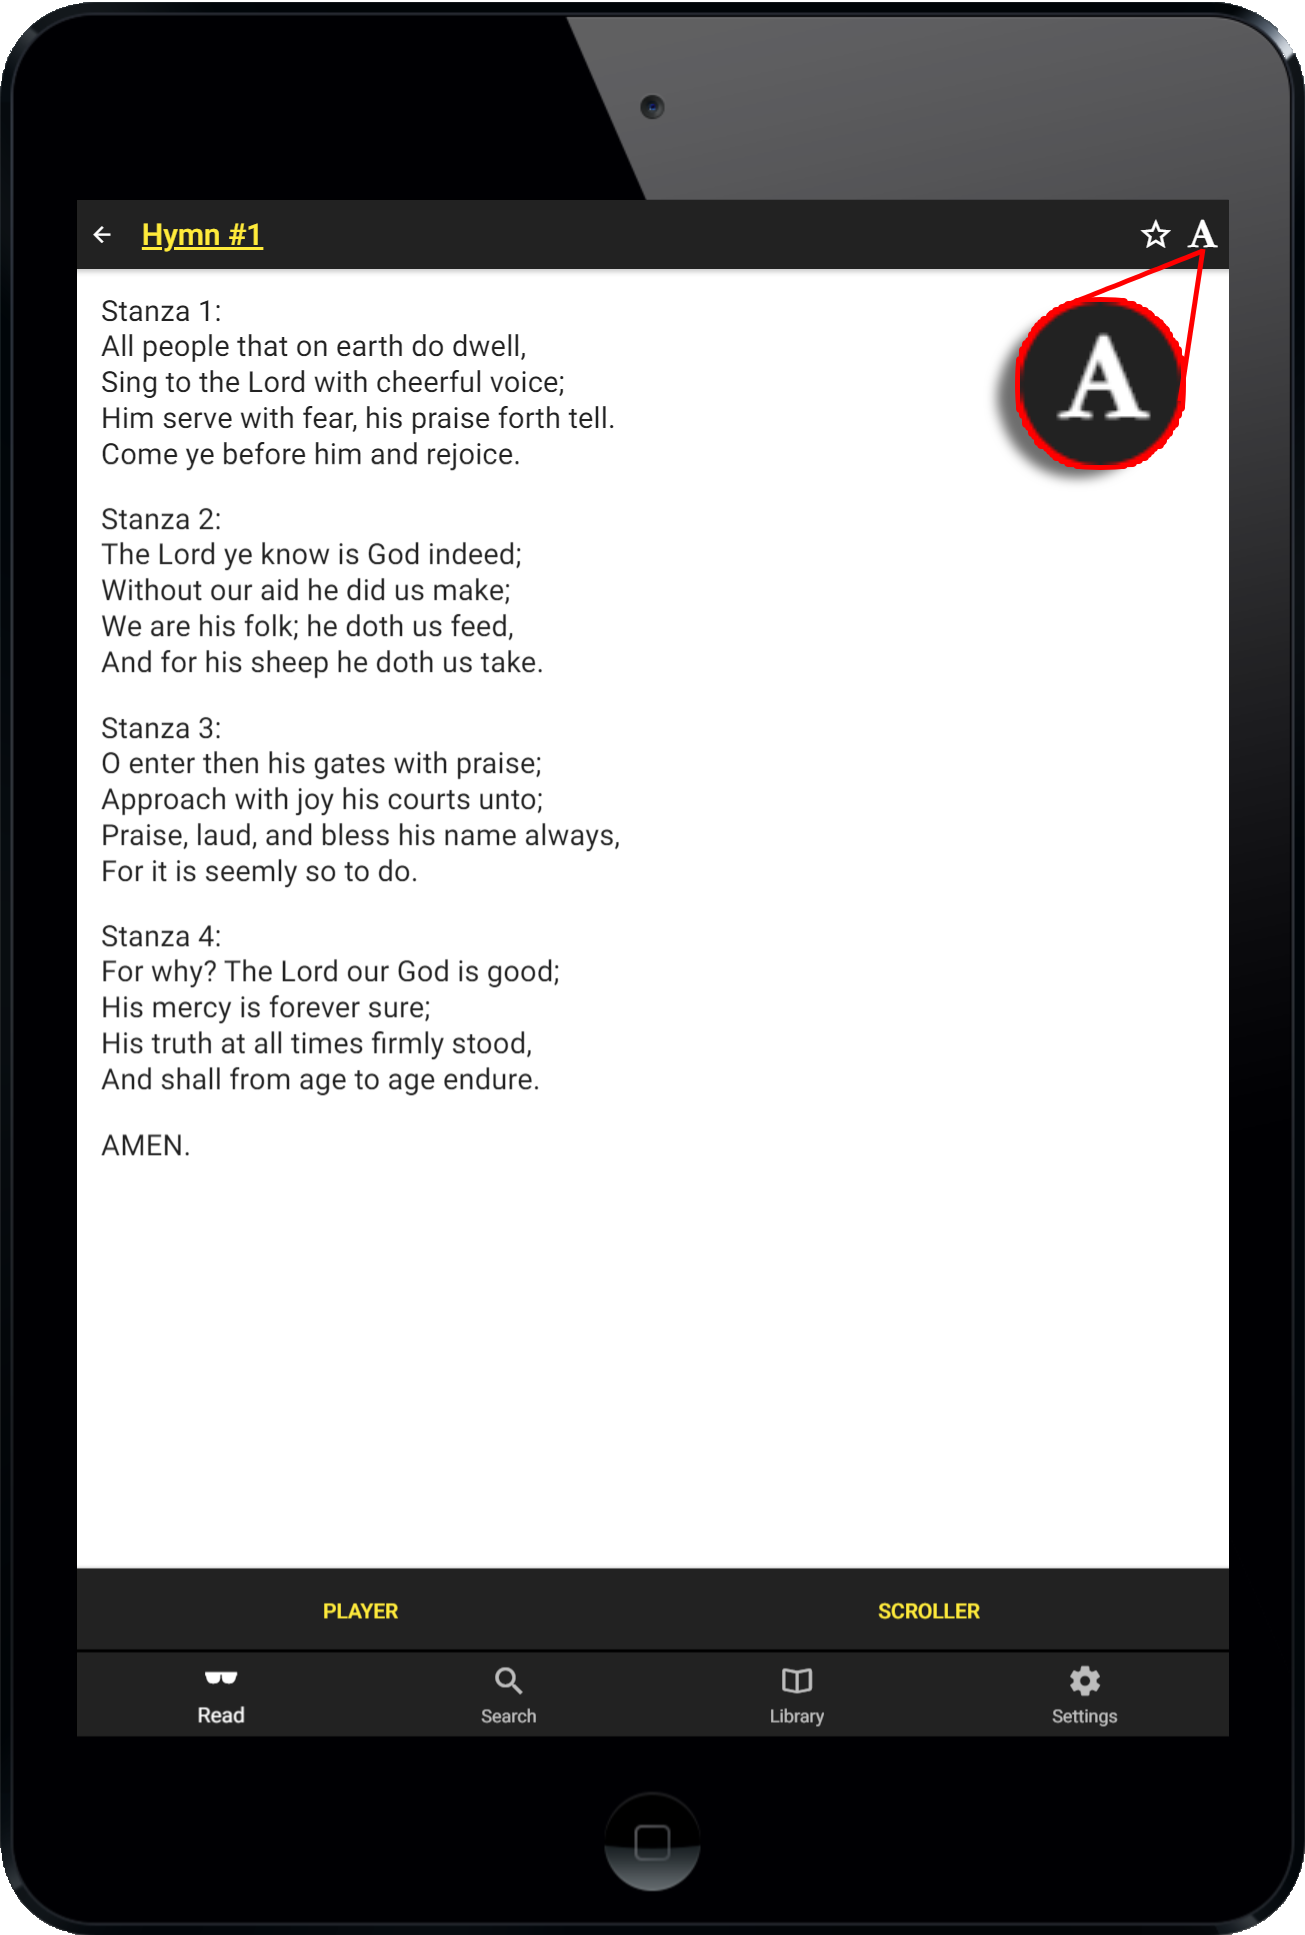 Hymn #1
A
A
Stanza 1:
All people that on earth do dwell,
Sing to the Lord with cheerful voice;
Him serve with fear, his praise forth tell.
Come ye before him and rejoice.
Stanza 2:
The Lord ye know is God indeed;
Without our aid he did us make;
We are his folk; he doth us feed,
And for his sheep he doth us take.
Stanza 3:
O enter then his gates with praise;
Approach with joy his courts unto;
Praise, laud, and bless his name always,
For it is seemly so to do.
Stanza 4:
For why? The Lord our God is good;
His mercy is forever sure;
His truth at all times firmly stood,
And shall from age to age endure.
AMEN.
PLAYER
SCROLLER
Read
Search
Library
Settings